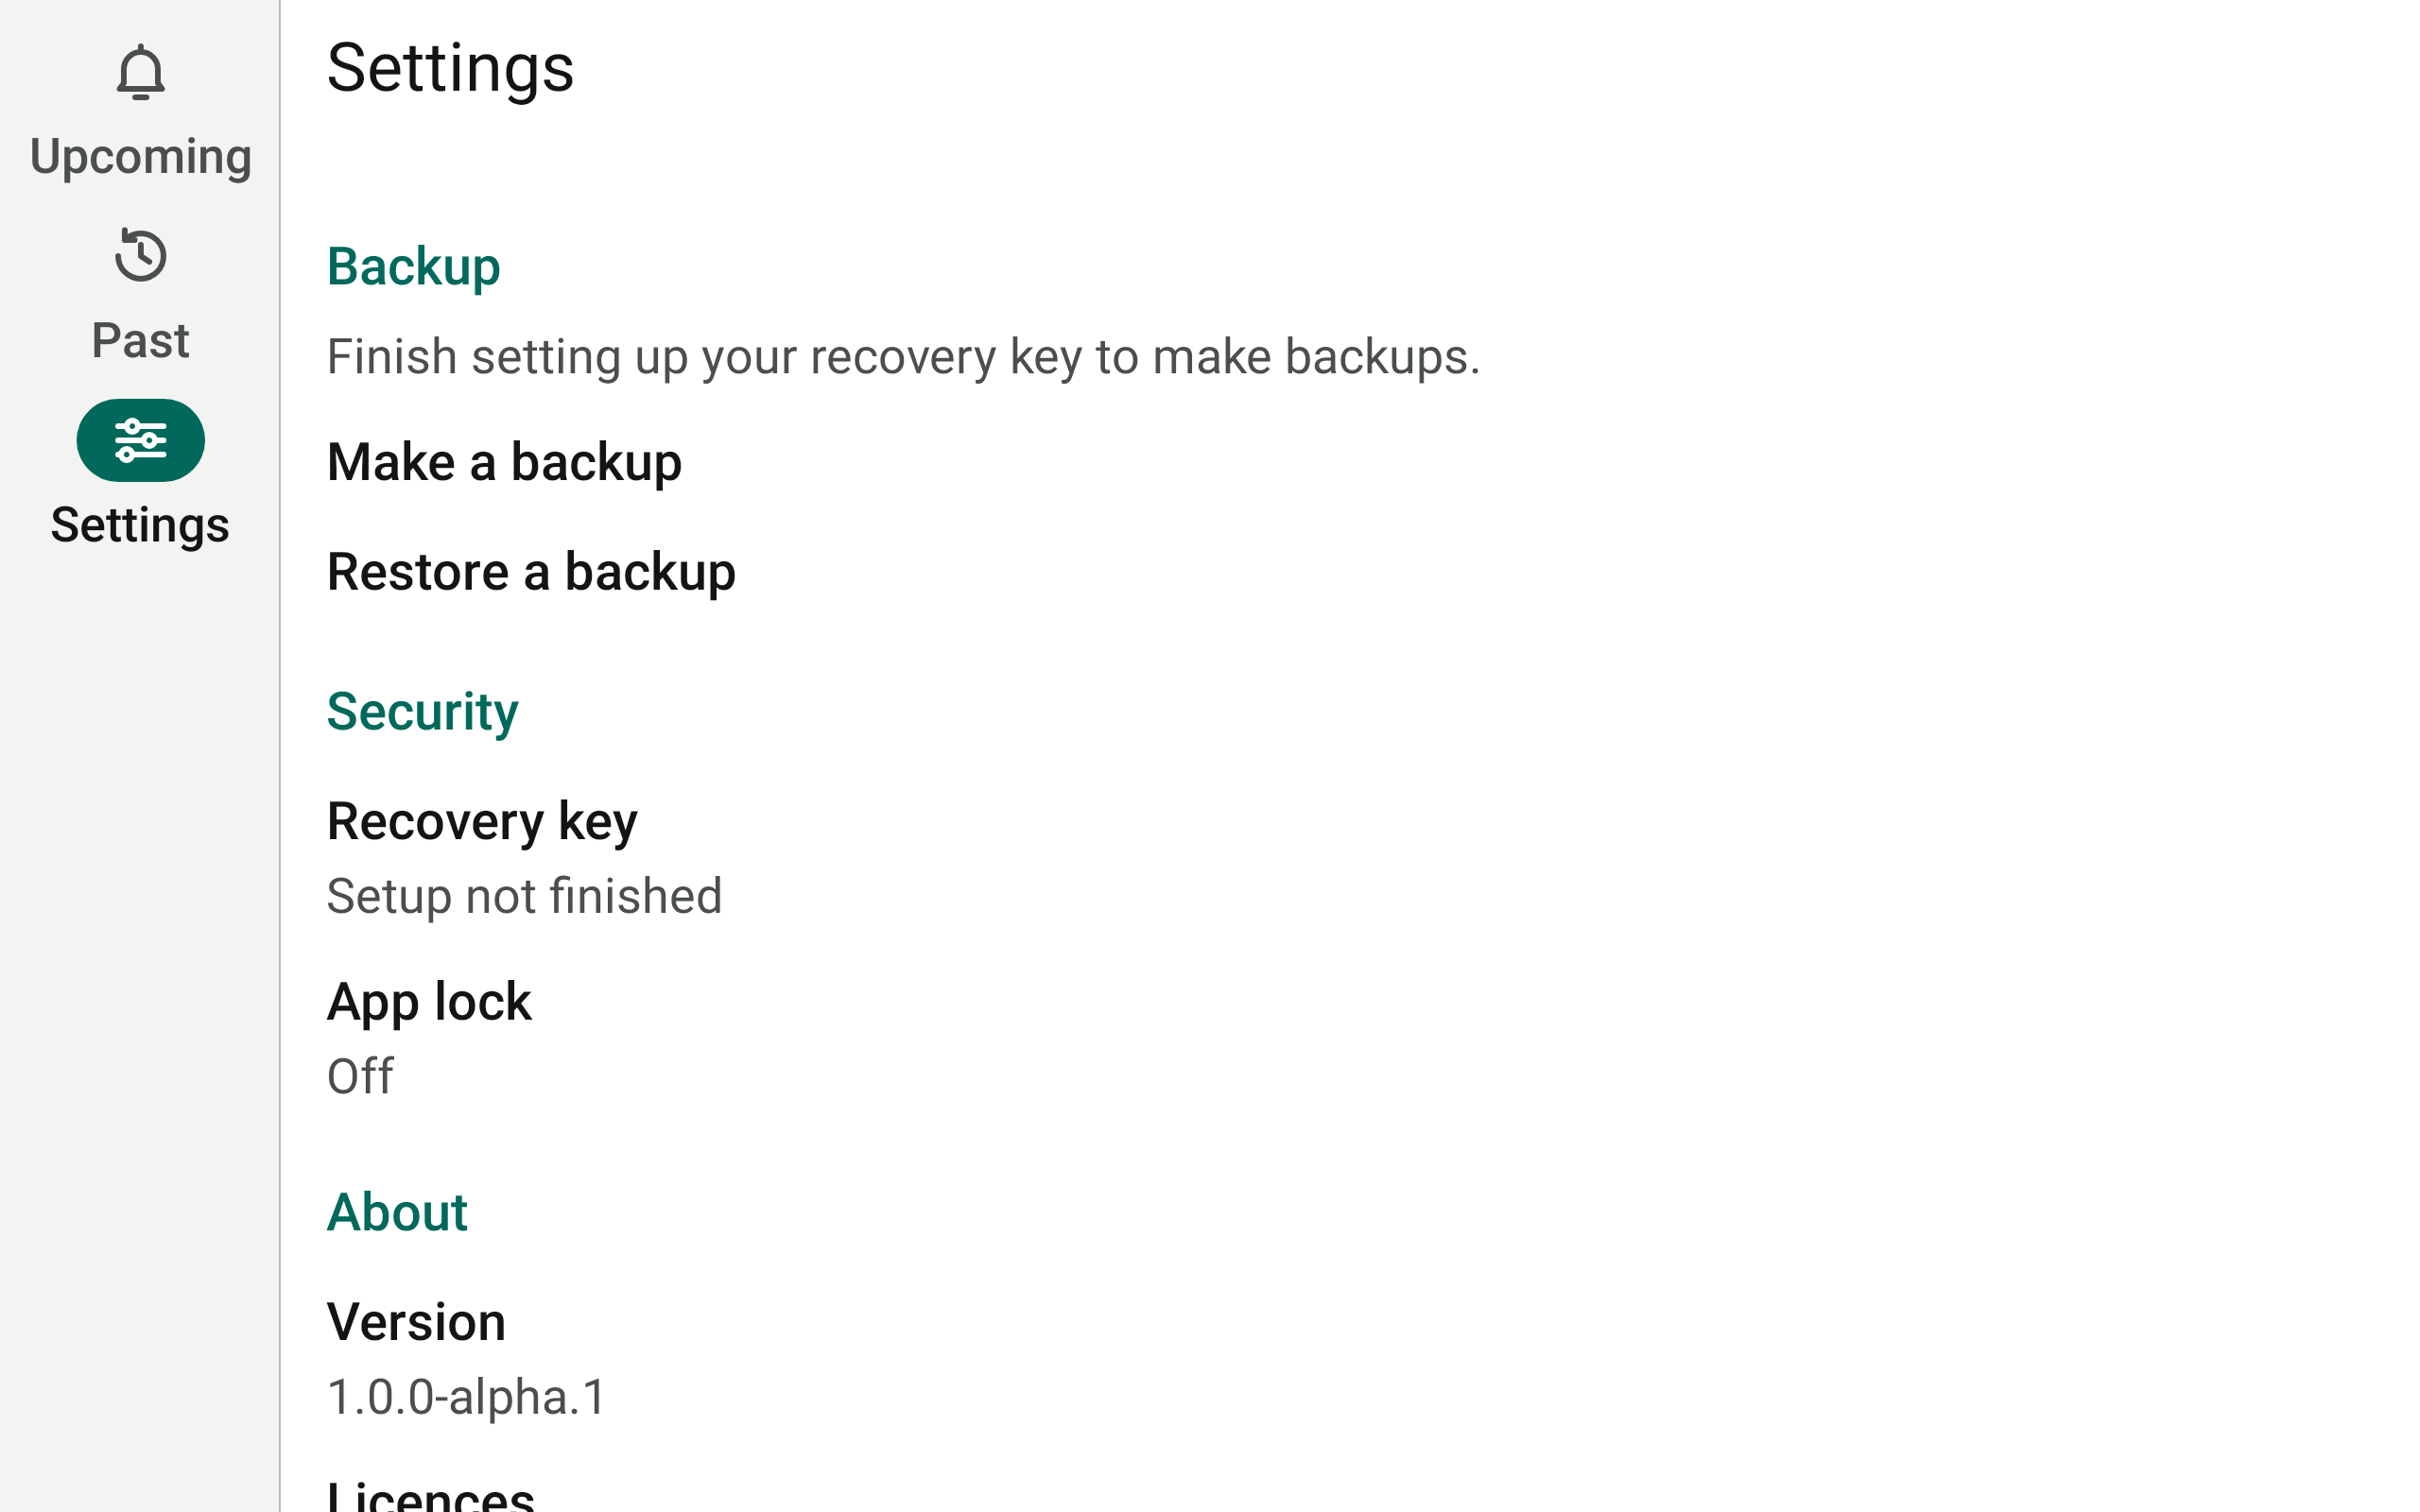 Upcoming
Past
Settings
Settings
Backup
Finish setting up your recovery key to make backups.
Make a backup
Restore a backup
Security
Recovery key
Setup not finished
App lock
Off
About
Version
1.0.0-alpha.1
Licences